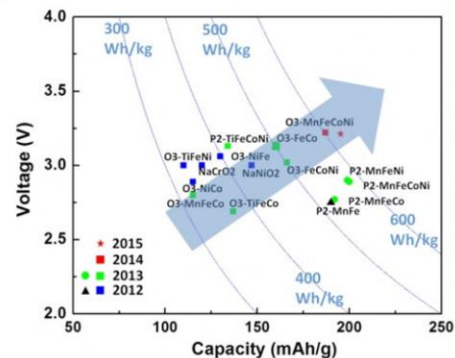 4.0
3.5
3.0
2.5
2.0
Voltage (V)
300
Wh/kg
500
Wh/kg
O3-MnFeCoNi
P2-TiFeCoNi
O3-FeCo
O3-TiFeNi
O3-NiFe
P2-MnFeNi
NaCrO2
NaNiO2
O3-FeCoNi
P2-MnFeCoNi
O3-NiCo
P2-MnFeCo
O3-MnFeCo
O3-TiFeCo
P2-MnFe
600
Wh/kg
2015
2014
2013
2012
400
Wh/kg
50
100
150
200
250
Capacity (mAh/g)